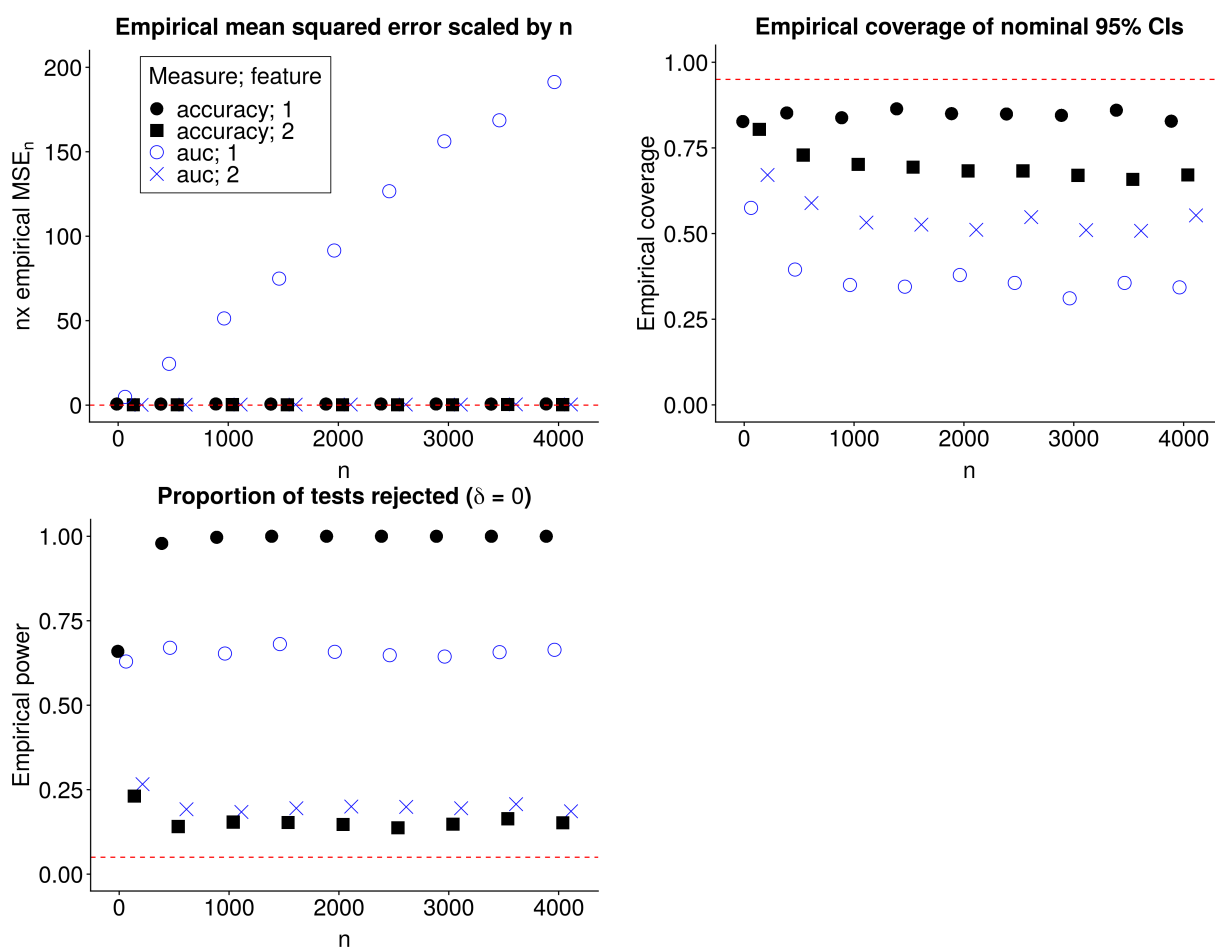 Empirical mean squared error scaled by n
nx empirical MSEn
200
150
100
50
0
0 1000 2000 3000 4000
n
Measure; feature
accuracy; 1
accuracy; 2
auc; 1
auc; 2
Empirical coverage of nominal 95% CIs
Empirical coverage
1.00
0.75
0.50
0.25
0.00
0 1000 2000 3000 4000
n
Proportion of tests rejected (δ = 0)
Empirical power
1.00
0.75
0.50
0.25
0.00
0 1000 2000 3000 4000
n